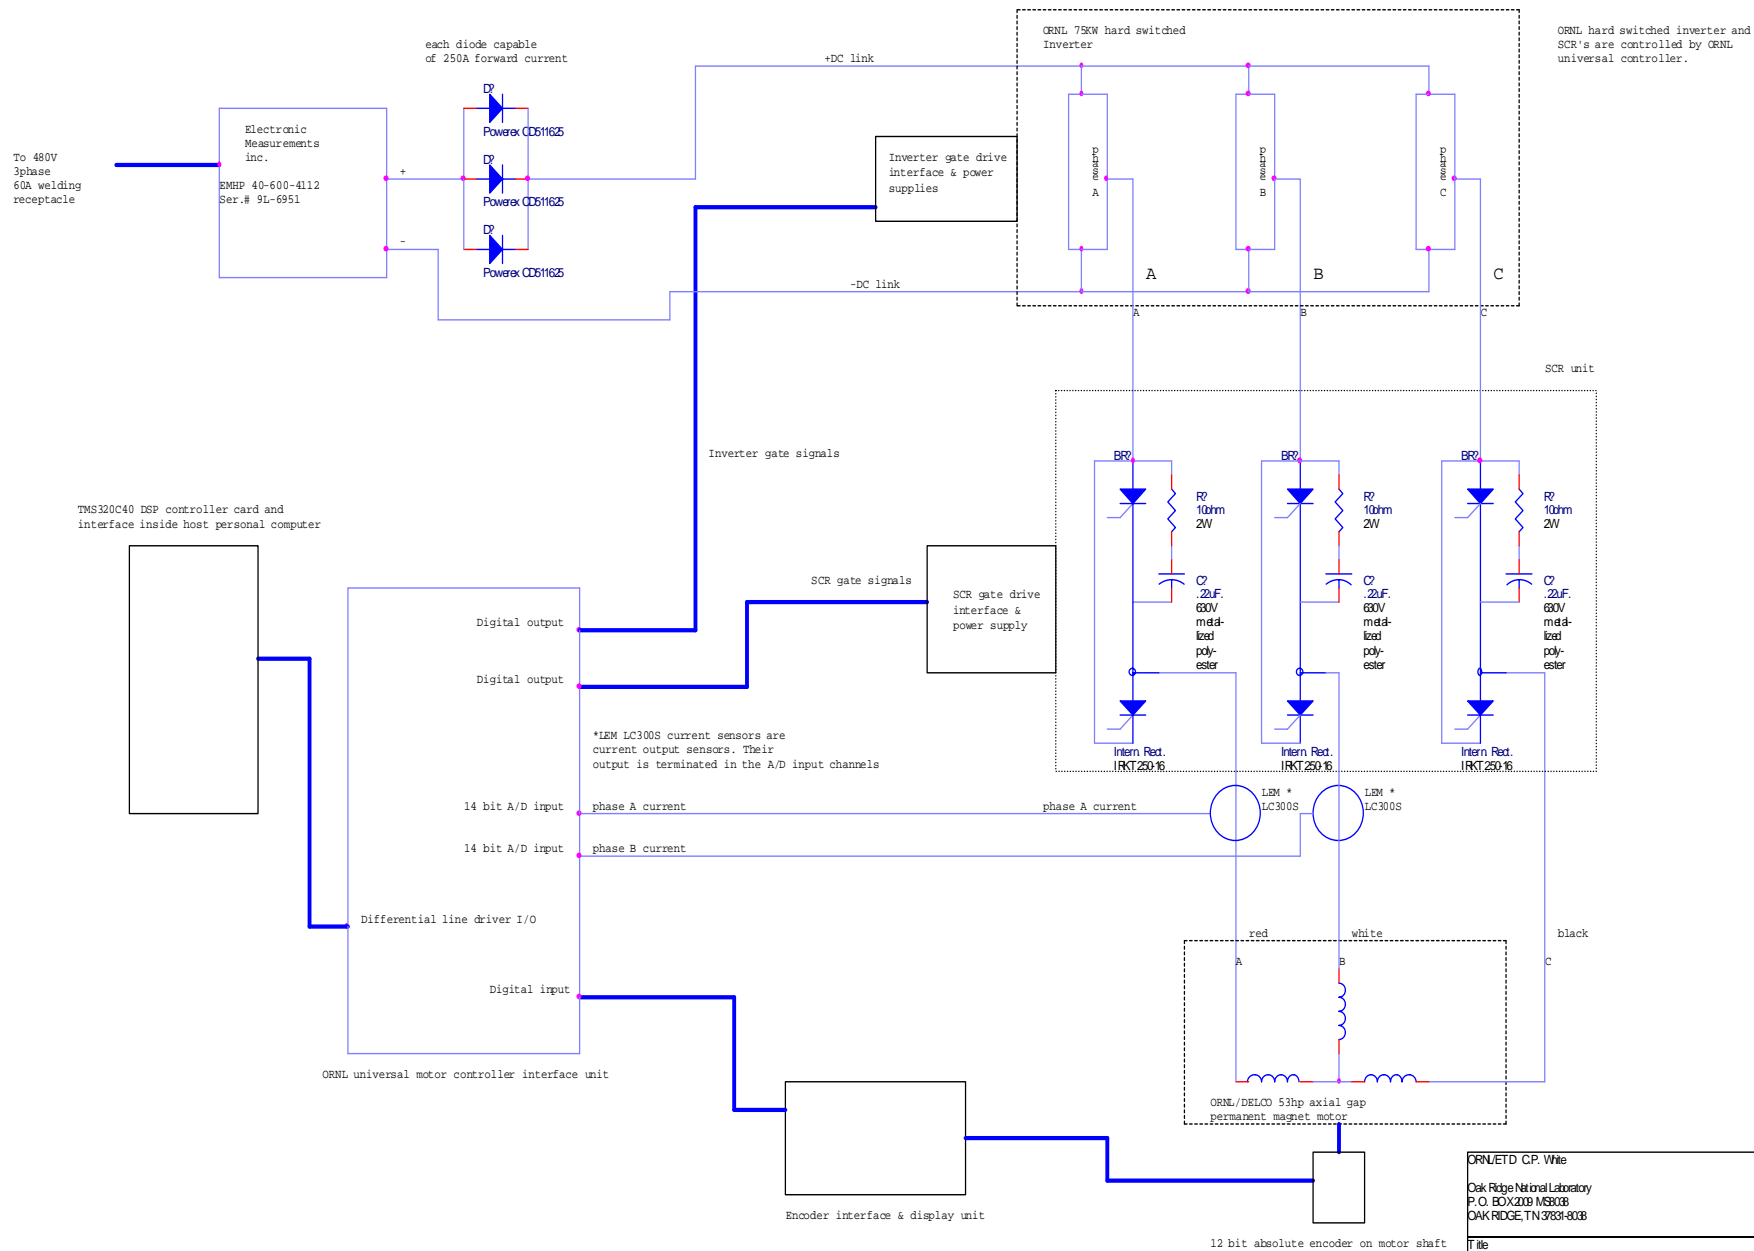 ORNL 75KW hard switched
Inverter
ORNL hard switched inverter and
SCR's are controlled by ORNL
universal controller.
each diode capable
of 250A forward current
+DC link
D?
Powerex CD511625
D?
Powerex CD511625
D?
Powerex CD511625
Electronic
Measurements
inc.
EMHP 40-600-4112
Ser.# 9L-6951
To 480V
3phase
60A welding
receptacle
+
-
Inverter gate drive
interface & power
supplies
phase A
phase B
phase C
A
B
C
-DC link
A
B
C
SCR unit
Inverter gate signals
BR?
BR?
BR?
R?
10ohm
2W
R?
10ohm
2W
R?
10ohm
2W
TMS320C40 DSP controller card and
interface inside host personal computer
SCR gate signals
SCR gate drive
interface &
power supply
C?
.22uF.
630V
metal-
lized
poly-
ester
C?
.22uF.
630V
metal-
lized
poly-
ester
C?
.22uF.
630V
metal-
lized
poly-
ester
Digital output
Digital output
*LEM LC300S current sensors are
current output sensors. Their
output is terminated in the A/D input channels
Intern. Rect.
IRKT250-16
Intern. Rect.
IRKT250-16
Intern. Rect.
IRKT250-16
LEM *
LC300S
LEM *
LC300S
14 bit A/D input
phase A current
phase A current
14 bit A/D input
phase B current
Differential line driver I/O
red
white
black
A
B
C
Digital input
ORNL universal motor controller interface unit
ORNL/DELCO 53hp axial gap
permanent magnet motor
Encoder interface & display unit
12 bit absolute encoder on motor shaft
ORNL/ETD C.P. White
Oak Ridge National Laboratory
P.O. BOX 2009 MS8038
OAK RIDGE, TN 37831-8038
Title